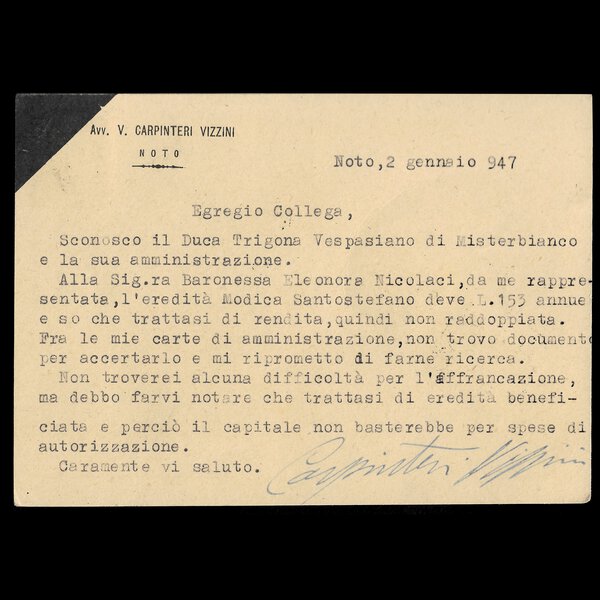 Avv. V. CARPINTERI VIZZINI
NOTO
Noto,2 gennaio 947
Egregio Collega,
Sconosco il Duca Trigona Vespasiano di Misterbianco
e la sua amministrazione.
Alla Sig.ra Baronessa Eleonora Nicolaci,da me rappre-
sentata,l'eredità Modica Santostefano deve L.153 annue
e so che trattasi di rendita,quindi non raddoppiata.
Fra le mie carte di amministrazione,non trovo documento
per accertarlo e mi riprometto di farne ricerca.
Non troverei alcuna difficoltà per l'affrancazione,
ma debbo farvi notare che trattasi di eredità benefi-
ciata e perciò il capitale non basterebbe per spese di
autorizzazione.
Caramente vi saluto.
Carpinteri Vizzini